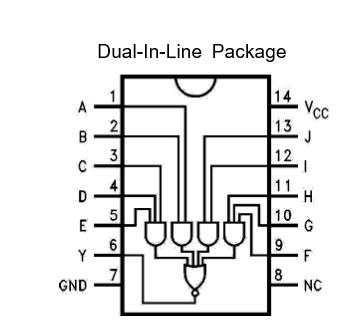 Dual-In-Line Package
A 1 14 VCC
B 2 13 J
C 3 12 I
D 4 11 H
E 5 10 G
Y 6 9 F
GND 7 8 NC